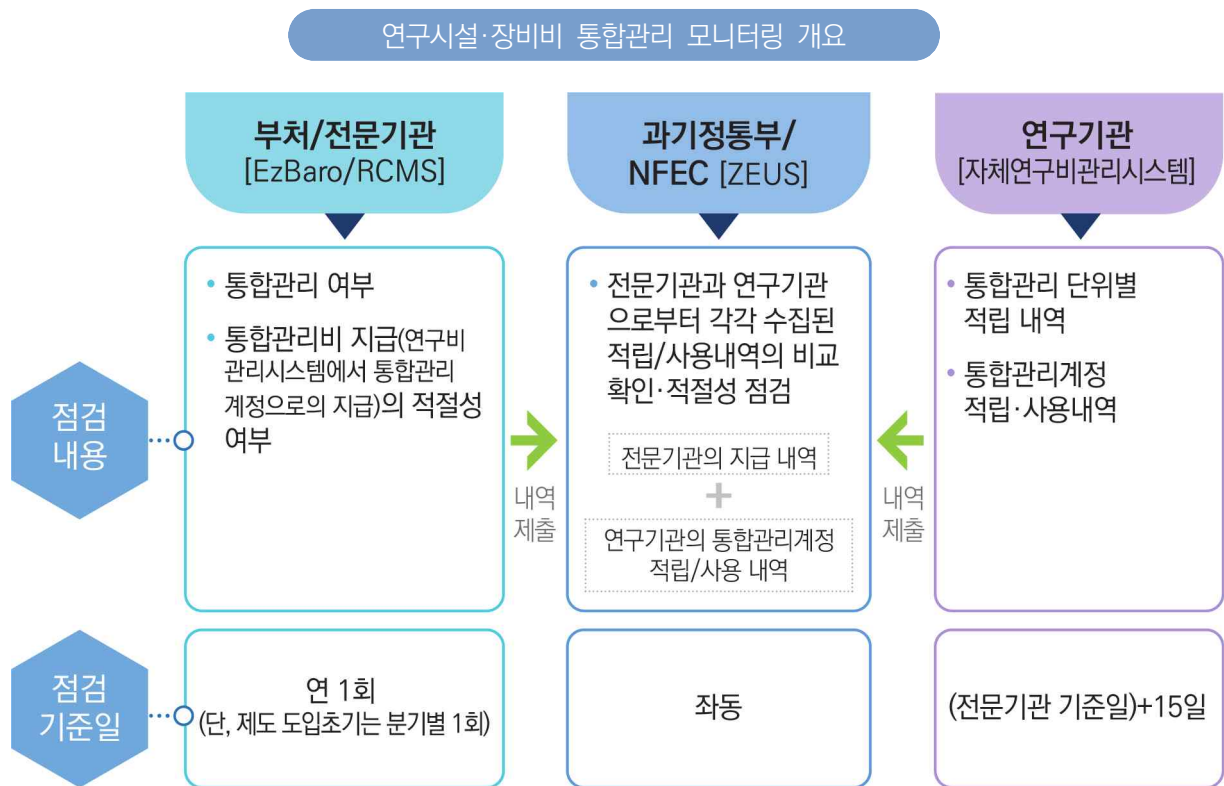 연구시설·장비비 통합관리 모니터링 개요
부처/전문기관
[EzBaro/RCMS]
과기정통부/
NFEC [ZEUS]
연구기관
[자체연구비관리시스템]
점검
내용
• 통합관리 여부
• 통합관리비 지급(연구비
관리시스템에서 통합관리
계정으로의 지급)의 적절성
여부
내역
제출
• 전문기관과 연구기관
으로부터 각각 수집된
적립/사용내역의 비교
확인·적절성 점검
전문기관의 지급 내역
+
연구기관의 통합관리계정
적립/사용 내역
내역
제출
• 통합관리 단위별
적립 내역
• 통합관리계정
적립·사용내역
점검
기준일
연 1회
(단, 제도 도입초기는 분기별 1회)
좌동
(전문기관 기준일)+15일